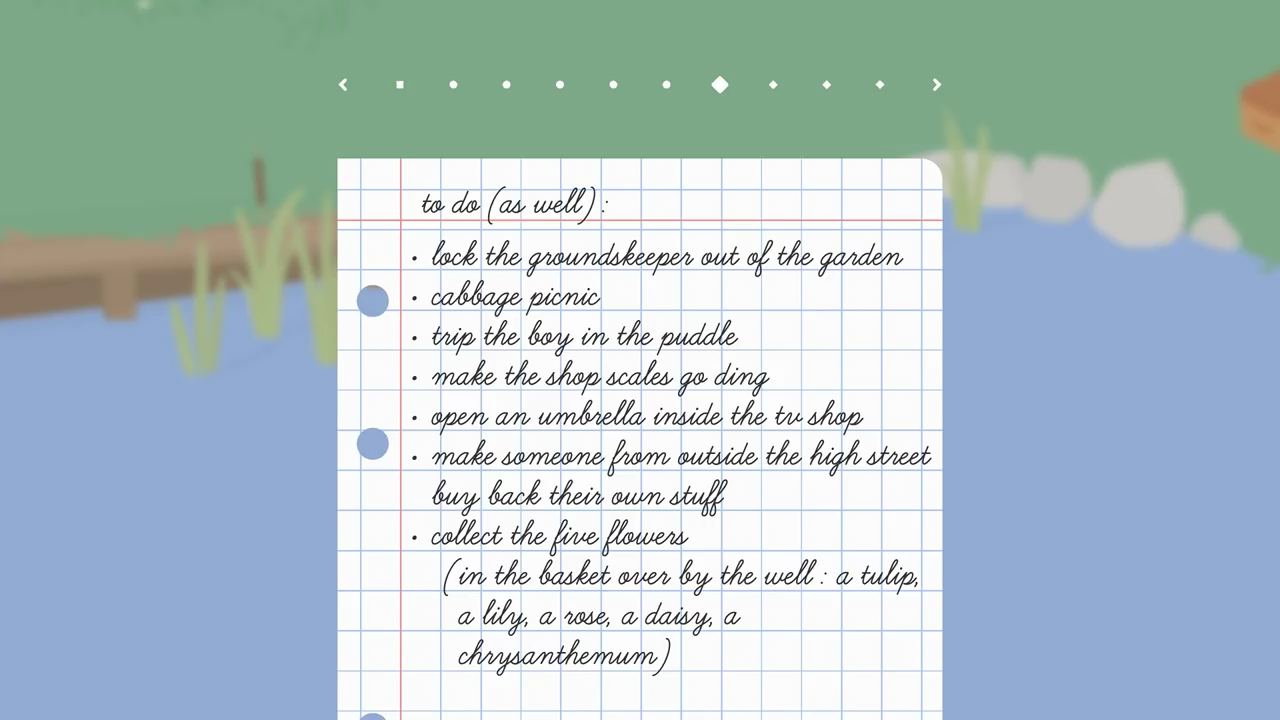 to do (as well) :
• lock the groundskeeper out of the garden
• cabbage picnic
• trip the boy in the puddle
• make the shop scales go ding
• open an umbrella inside the tv shop
• make someone from outside the high street
buy back their own stuff
• collect the five flowers
(in the basket over by the well : a tulip,
a lily, a rose, a daisy, a
chrysanthemum)